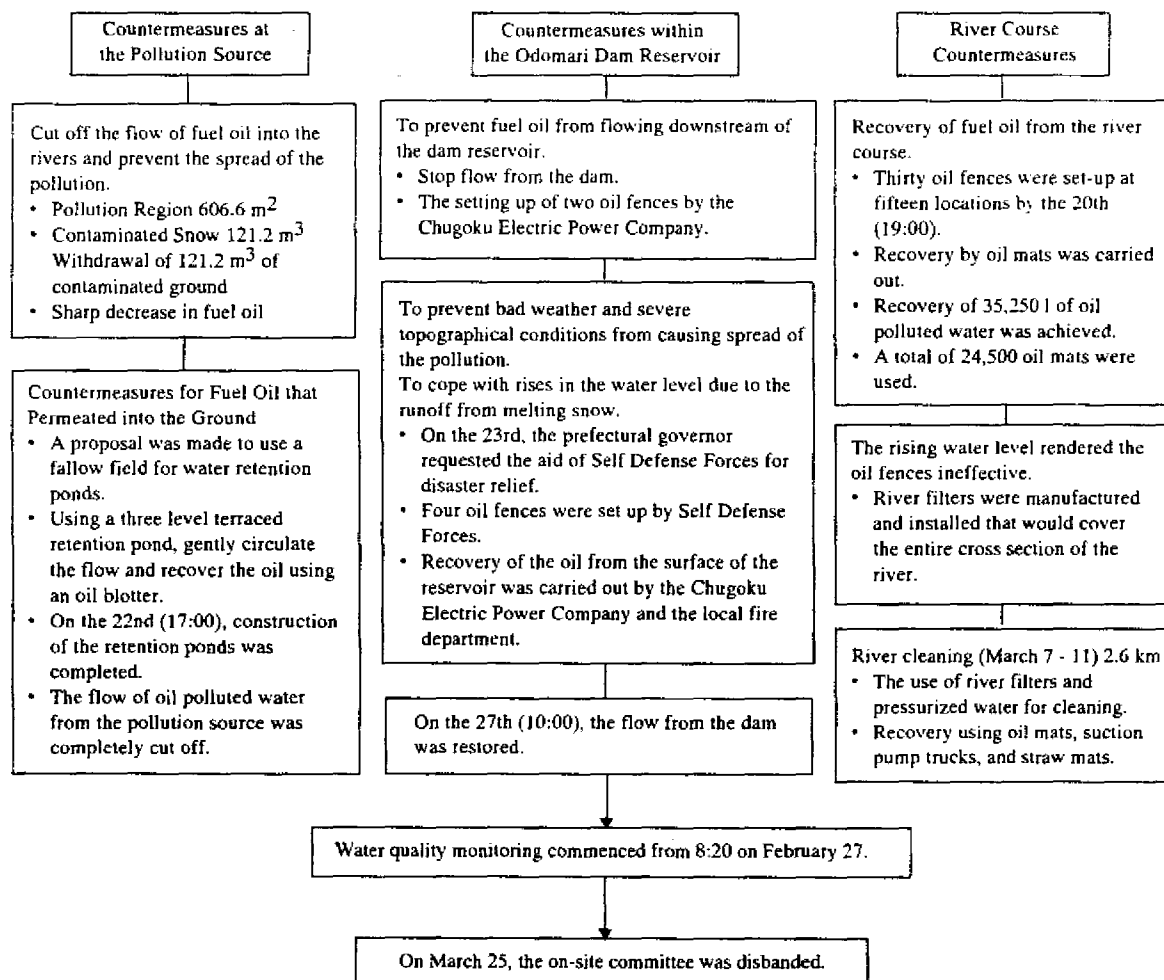 Countermeasures at
the Pollution Source
Cut off the flow of fuel oil into the
rivers and prevent the spread of the
pollution.
• Pollution Region 606.6 m²
• Contaminated Snow 121.2 m³
Withdrawal of 121.2 m³ of
contaminated ground
• Sharp decrease in fuel oil
Countermeasures for Fuel Oil that
Permeated into the Ground
• A proposal was made to use a
fallow field for water retention
ponds.
• Using a three level terraced
retention pond, gently circulate
the flow and recover the oil using
an oil blotter.
• On the 22nd (17:00), construction
of the retention ponds was
completed.
• The flow of oil polluted water
from the pollution source was
completely cut off.
Countermeasures within
the Odomari Dam Reservoir
To prevent fuel oil from flowing downstream of
the dam reservoir.
• Stop flow from the dam.
• The setting up of two oil fences by the
Chugoku Electric Power Company.
To prevent bad weather and severe
topographical conditions from causing spread of
the pollution.
To cope with rises in the water level due to the
runoff from melting snow.
• On the 23rd, the prefectural governor
requested the aid of Self Defense Forces for
disaster relief.
• Four oil fences were set up by Self Defense
Forces.
• Recovery of the oil from the surface of the
reservoir was carried out by the Chugoku
Electric Power Company and the local fire
department.
On the 27th (10:00), the flow from the dam
was restored.
River Course
Countermeasures
Recovery of fuel oil from the river
course.
• Thirty oil fences were set-up at
fifteen locations by the 20th
(19:00).
• Recovery by oil mats was carried
out.
• Recovery of 35,250 l of oil
polluted water was achieved.
• A total of 24,500 oil mats were
used.
The rising water level rendered the
oil fences ineffective.
• River filters were manufactured
and installed that would cover
the entire cross section of the
river.
River cleaning (March 7 - 11) 2.6 km
• The use of river filters and
pressurized water for cleaning.
• Recovery using oil mats, suction
pump trucks, and straw mats.
Water quality monitoring commenced from 8:20 on February 27.
On March 25, the on-site committee was disbanded.